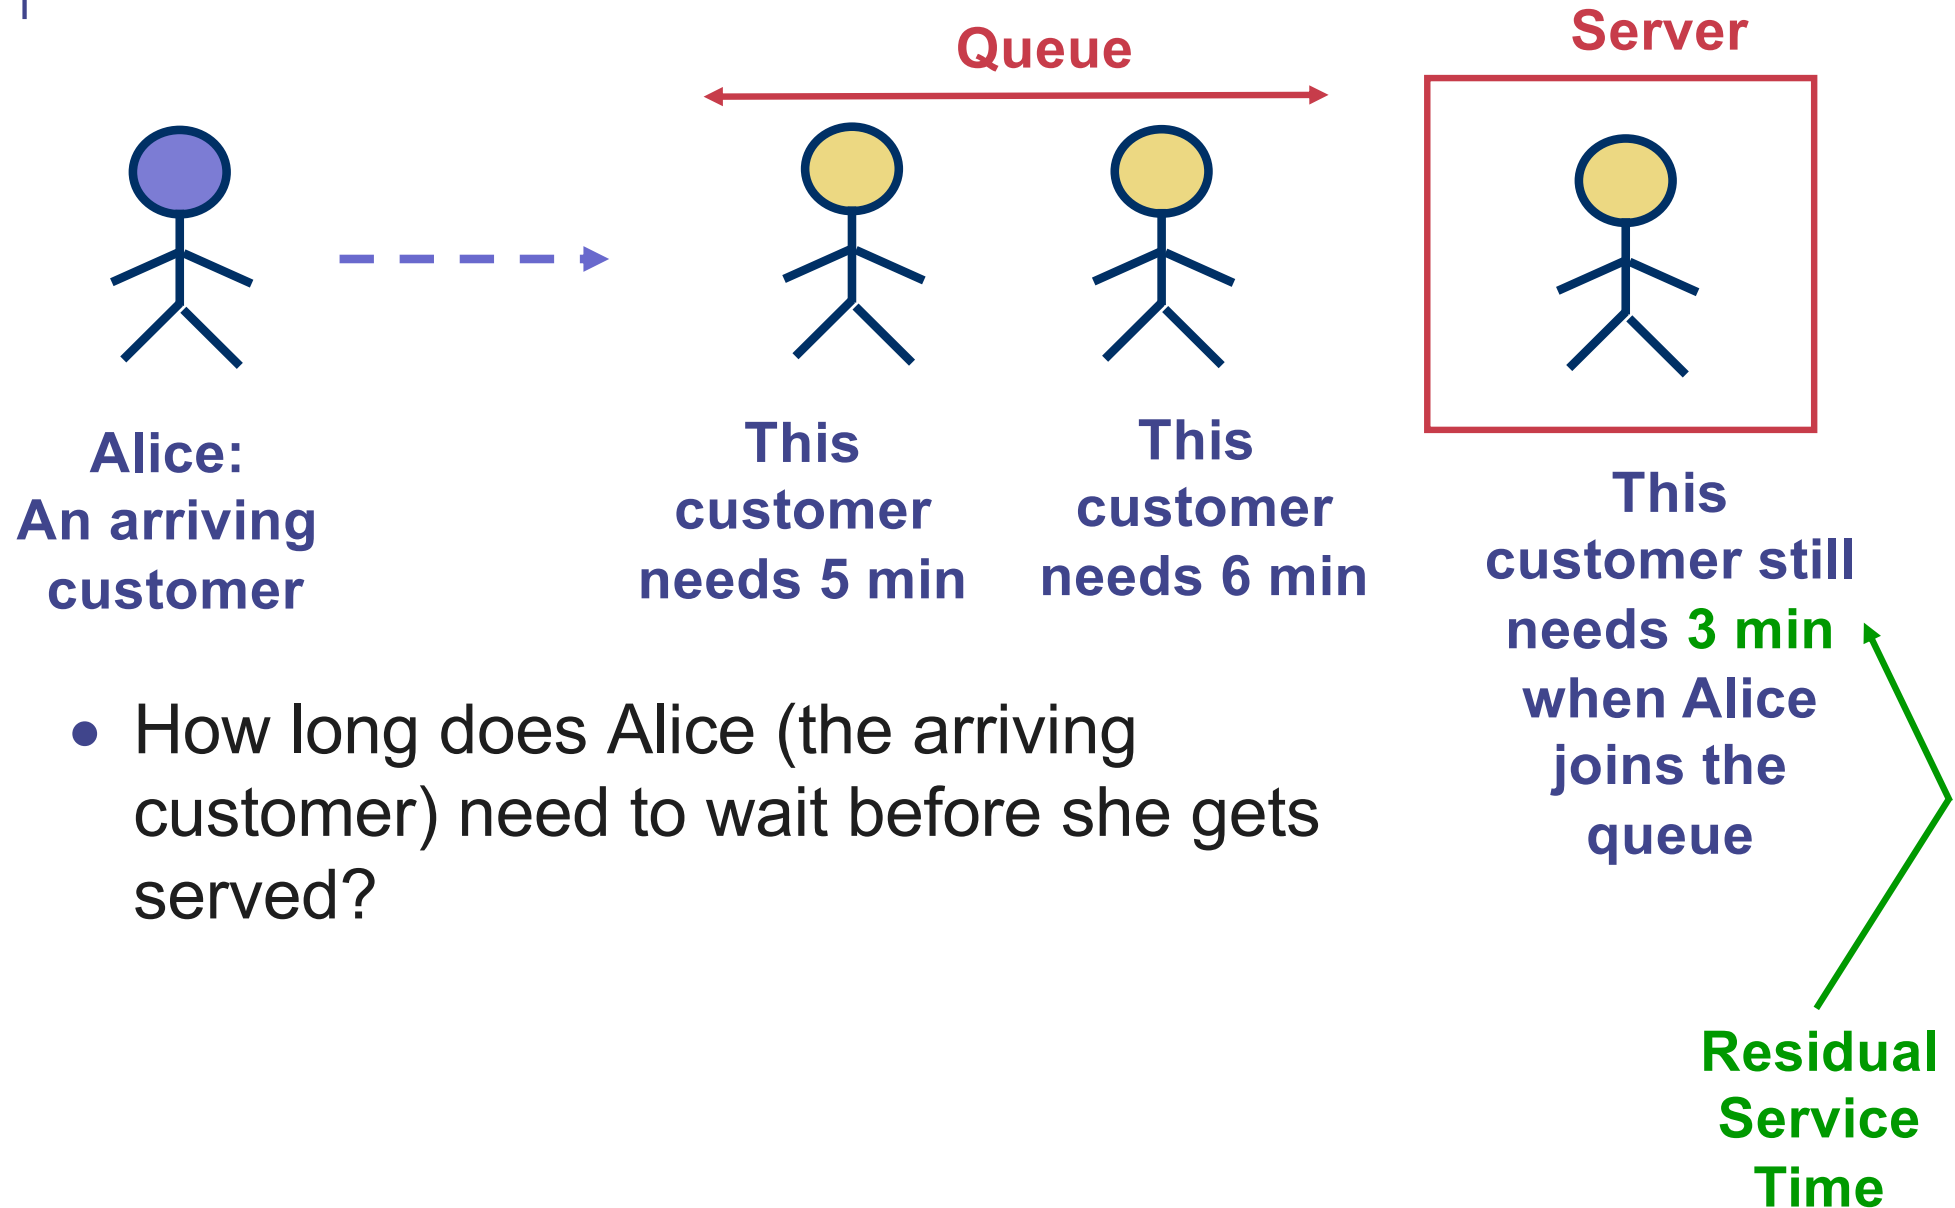 Queue
Server
Alice:
An arriving
customer
This
customer
needs 5 min
This
customer
needs 6 min
This
customer still
needs 3 min
when Alice
joins the
queue
• How long does Alice (the arriving
customer) need to wait before she gets
served?
Residual
Service
Time